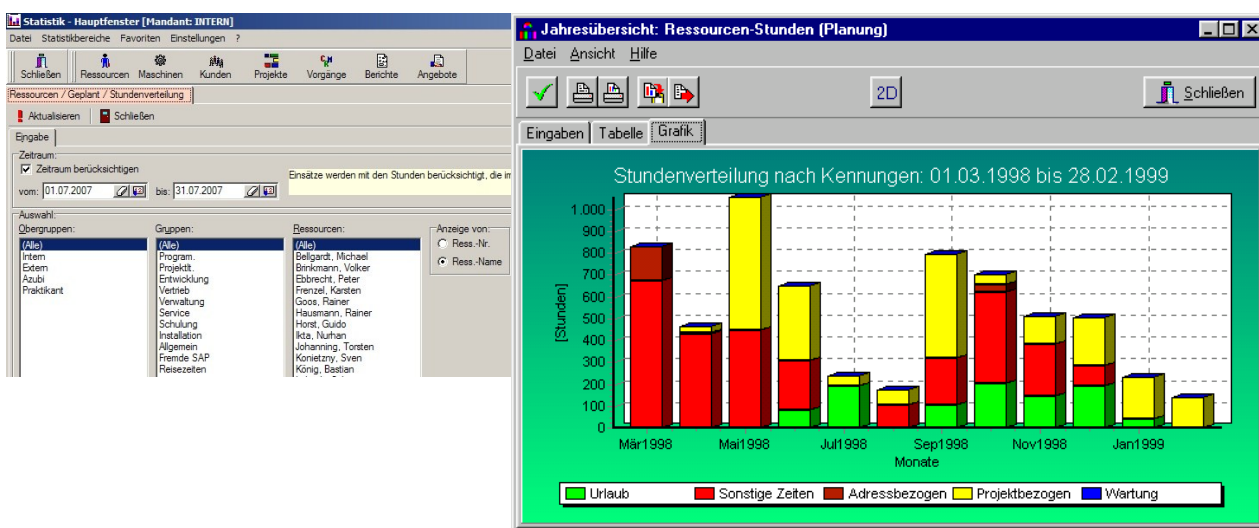 Statistik - Hauptfenster [Mandant: INTERN]
Datei Statistikbereiche Favoriten Einstellungen ?
Schließen Ressourcen Maschinen Kunden Projekte Vorgänge Berichte Angebote
Ressourcen / Geplant / Stundenverteilung
Aktualisieren Schließen
Eingabe
Zeitraum:
Zeitraum berücksichtigen
vom: 01.07.2007 bis: 31.07.2007
Einsätze werden mit den Stunden berücksichtigt, die im
Auswahl:
Obergruppen: Gruppen: Ressourcen: Anzeige von:
(Alle) (Alle) (Alle) Ress.-Nr.
Intern Program. Bellgardt, Michael
Extern Projektlt. Brinkmann, Volker Ress.-Name
Azubi Entwicklung Ebbrecht, Peter
Praktikant Vertrieb Frenzel, Karsten
Verwaltung Goos, Rainer
Service Hausmann, Rainer
Schulung Horst, Guido
Installation Ikta, Nurhan
Allgemein Johanning, Torsten
Fremde SAP Konietzny, Sven
Reisezeiten König, Bastian
Jahresübersicht: Ressourcen-Stunden (Planung)
Datei Ansicht Hilfe
2D Schließen
Eingaben Tabelle Grafik
Stundenverteilung nach Kennungen: 01.03.1998 bis 28.02.1999
[Stunden]
1.000
900
800
700
600
500
400
300
200
100
0
Mär1998 Mai1998 Jul1998 Sep1998 Nov1998 Jan1999
Monate
Urlaub Sonstige Zeiten Adressbezogen Projektbezogen Wartung